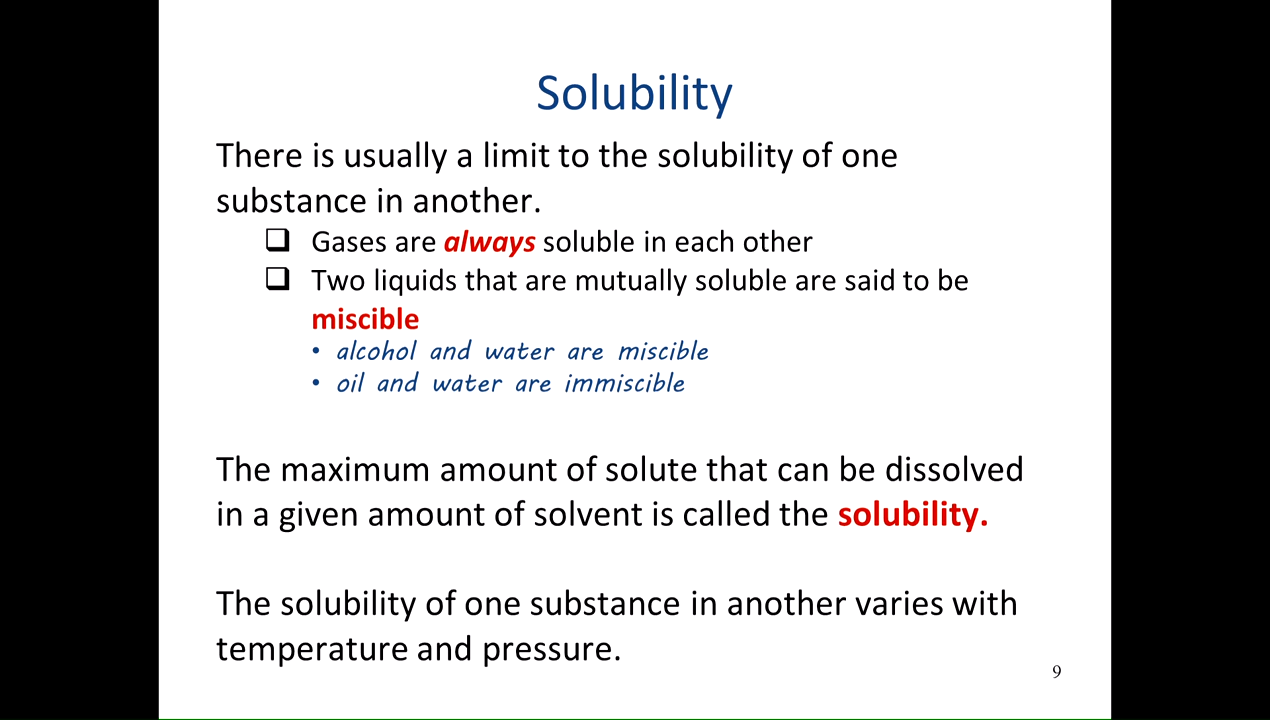 Solubility
There is usually a limit to the solubility of one
substance in another.
❑ Gases are always soluble in each other
❑ Two liquids that are mutually soluble are said to be
miscible
• alcohol and water are miscible
• oil and water are immiscible
The maximum amount of solute that can be dissolved
in a given amount of solvent is called the solubility.
The solubility of one substance in another varies with
temperature and pressure.
9